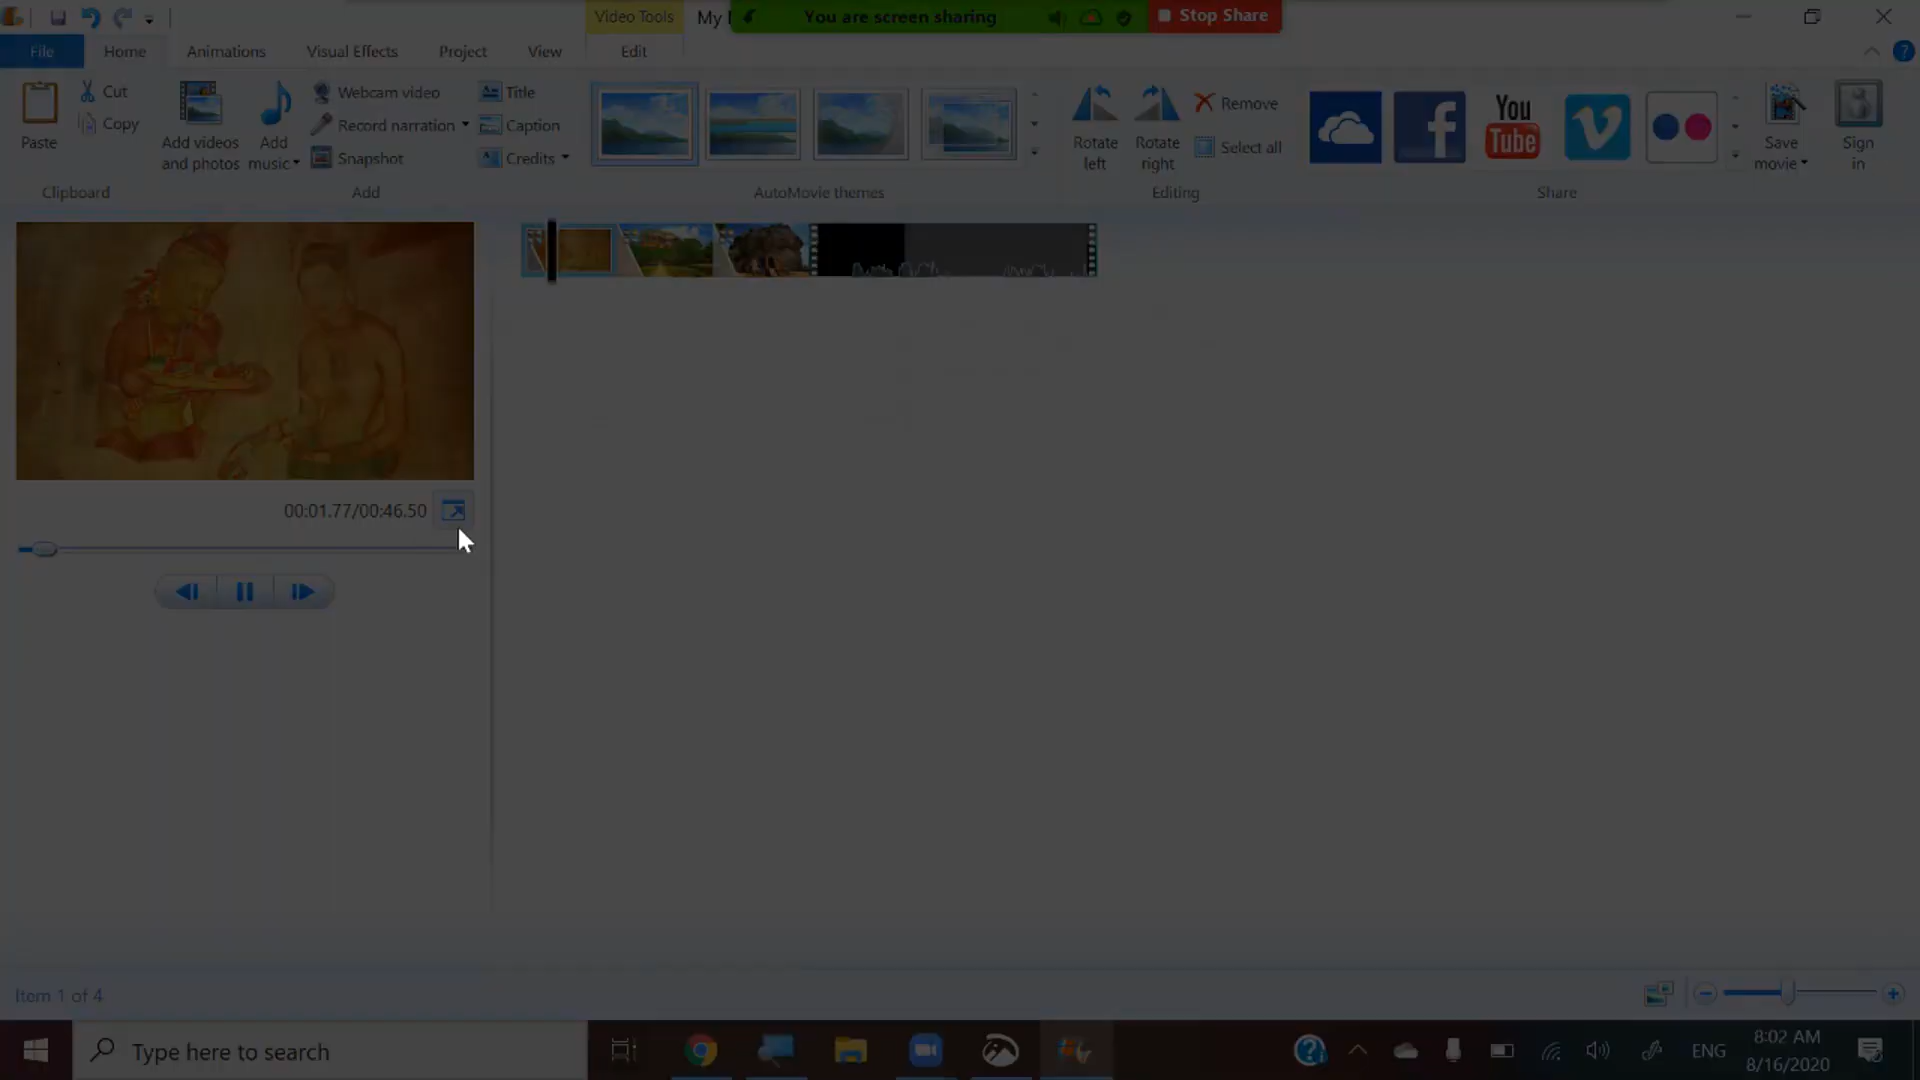 Video Tools
My
You are screen sharing
Stop Share
File
Home
Animations
Visual Effects
Project
View
Edit
Paste
Cut
Copy
Clipboard
Add videos
and photos
Add
music
Webcam video
Record narration
Snapshot
Title
Caption
Credits
Add
AutoMovie themes
Rotate
left
Rotate
right
Remove
Select all
Editing
You
Tube
Share
Save
movie
Sign
in
00:01.77/00:46.50
Item 1 of 4
Type here to search
ENG
8:02 AM
8/16/2020